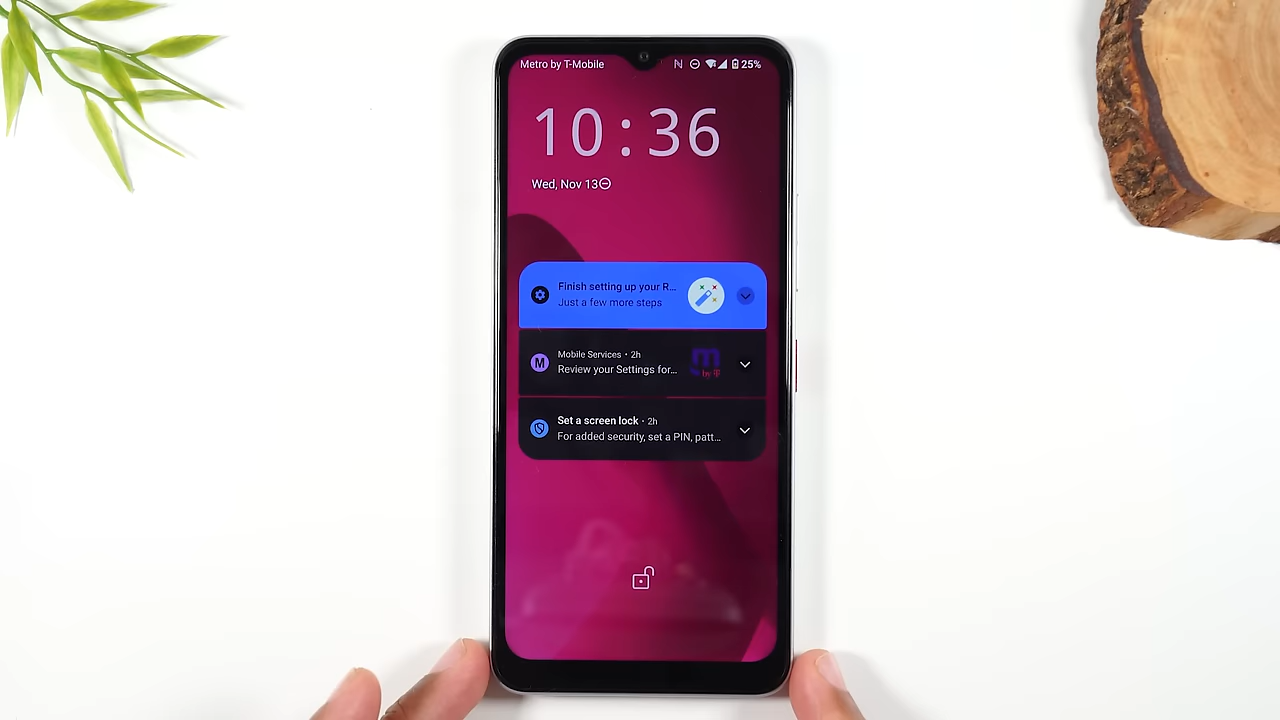 Metro by T-Mobile 25%
10:36
Wed, Nov 13
Finish setting up your R...
Just a few more steps
M
Mobile Services • 2h
Review your Settings for...
m
by T
Set a screen lock • 2h
For added security, set a PIN, patt...